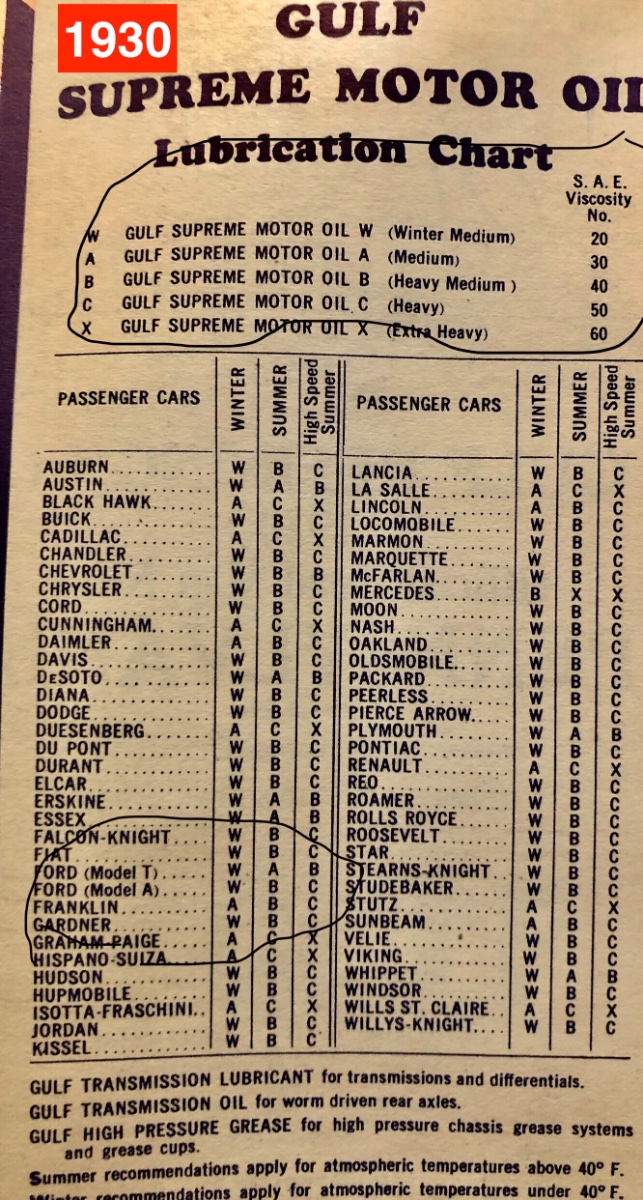 1930
GULF
SUPREME MOTOR OIL
Lubrication Chart
S. A. E.
Viscosity
No.
W GULF SUPREME MOTOR OIL W (Winter Medium) 20
A GULF SUPREME MOTOR OIL A (Medium) 30
B GULF SUPREME MOTOR OIL B (Heavy Medium ) 40
C GULF SUPREME MOTOR OIL C (Heavy) 50
X GULF SUPREME MOTOR OIL X (Extra Heavy) 60
PASSENGER CARS WINTER SUMMER High Speed Summer
AUBURN W B C
AUSTIN W A B
BLACK HAWK A C X
BUICK W B C
CADILLAC A C X
CHANDLER W B C
CHEVROLET W B B
CHRYSLER W B C
CORD W B C
CUNNINGHAM A C X
DAIMLER A B C
DAVIS W B C
DeSOTO W A B
DIANA W B C
DODGE W B C
DUESENBERG A C X
DU PONT W B C
DURANT W B C
ELCAR W B C
ERSKINE W A B
ESSEX W A B
FALCON-KNIGHT W B C
FIAT W B C
FORD (Model T) W A B
FORD (Model A) W B C
FRANKLIN A B C
GARDNER W B C
GRAHAM-PAIGE A C X
HISPANO-SUIZA A C X
HUDSON W B C
HUPMOBILE W B C
ISOTTA-FRASCHINI A C X
JORDAN W B C
KISSEL W B C
PASSENGER CARS WINTER SUMMER High Speed Summer
LANCIA W B C
LA SALLE A C X
LINCOLN A B C
LOCOMOBILE W B C
MARMON W B C
MARQUETTE W B C
McFARLAN W B C
MERCEDES B X X
MOON W B C
NASH W B C
OAKLAND W B C
OLDSMOBILE W B C
PACKARD W B C
PEERLESS W B C
PIERCE ARROW W B C
PLYMOUTH W A B
PONTIAC W B C
RENAULT A C X
REO W B C
ROAMER W B C
ROLLS ROYCE W B C
ROOSEVELT W B C
STAR W B C
STEARNS-KNIGHT W B C
STUDEBAKER W B C
STUTZ A C X
SUNBEAM A B C
VELIE W B C
VIKING W B C
WHIPPET W A B
WINDSOR W B C
WILLS ST. CLAIRE A C X
WILLYS-KNIGHT W B C
GULF TRANSMISSION LUBRICANT for transmissions and differentials.
GULF TRANSMISSION OIL for worm driven rear axles.
GULF HIGH PRESSURE GREASE for high pressure chassis grease systems
and grease cups.
Summer recommendations apply for atmospheric temperatures above 40° F.
Winter recommendations apply for atmospheric temperatures under 40° F.